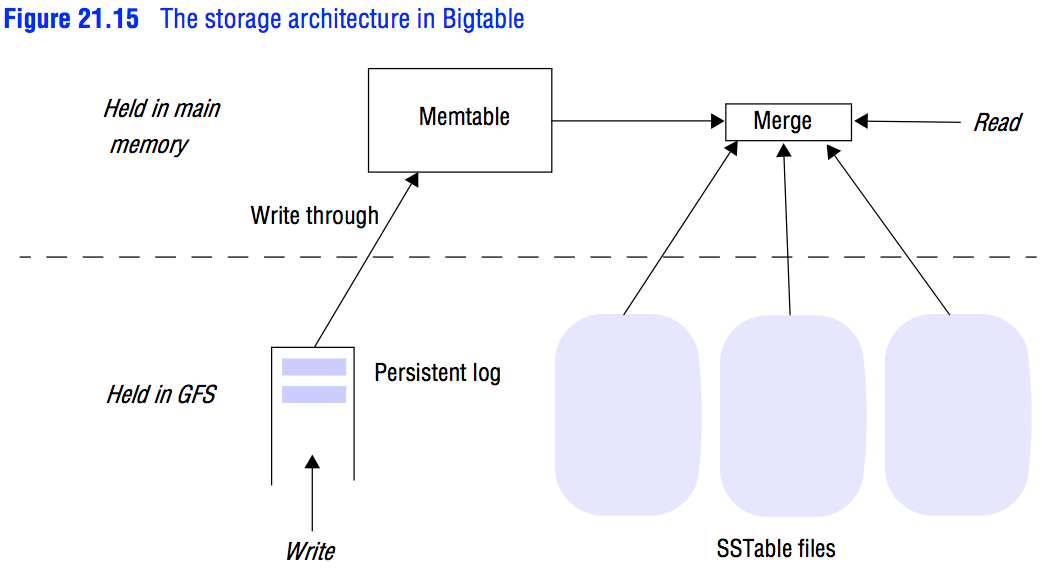 Figure 21.15 The storage architecture in Bigtable
Held in main
memory
Memtable
Merge
Read
Write through
Held in GFS
Persistent log
Write
SSTable files